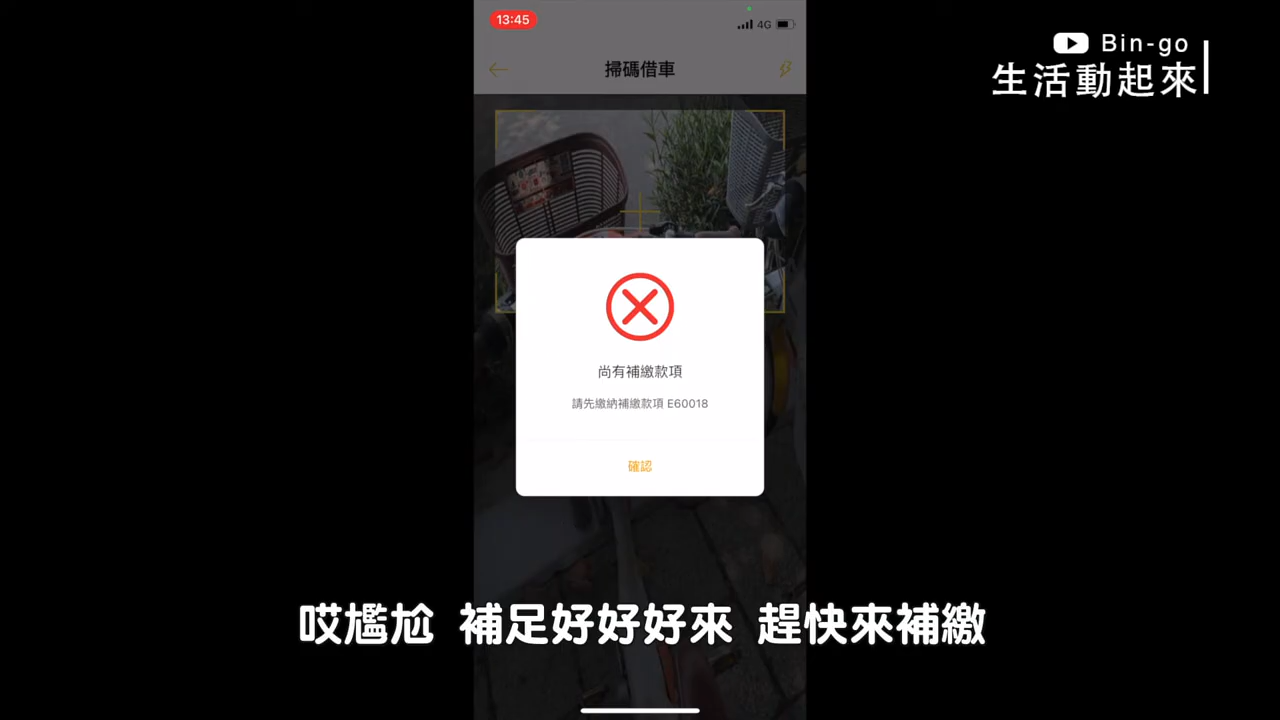 13:45
4G
Bin-go
生活動起來
掃碼借車
尚有補繳款項
請先繳納補繳款項 E60018
確認
哎尷尬 補足好好好來 趕快來補繳